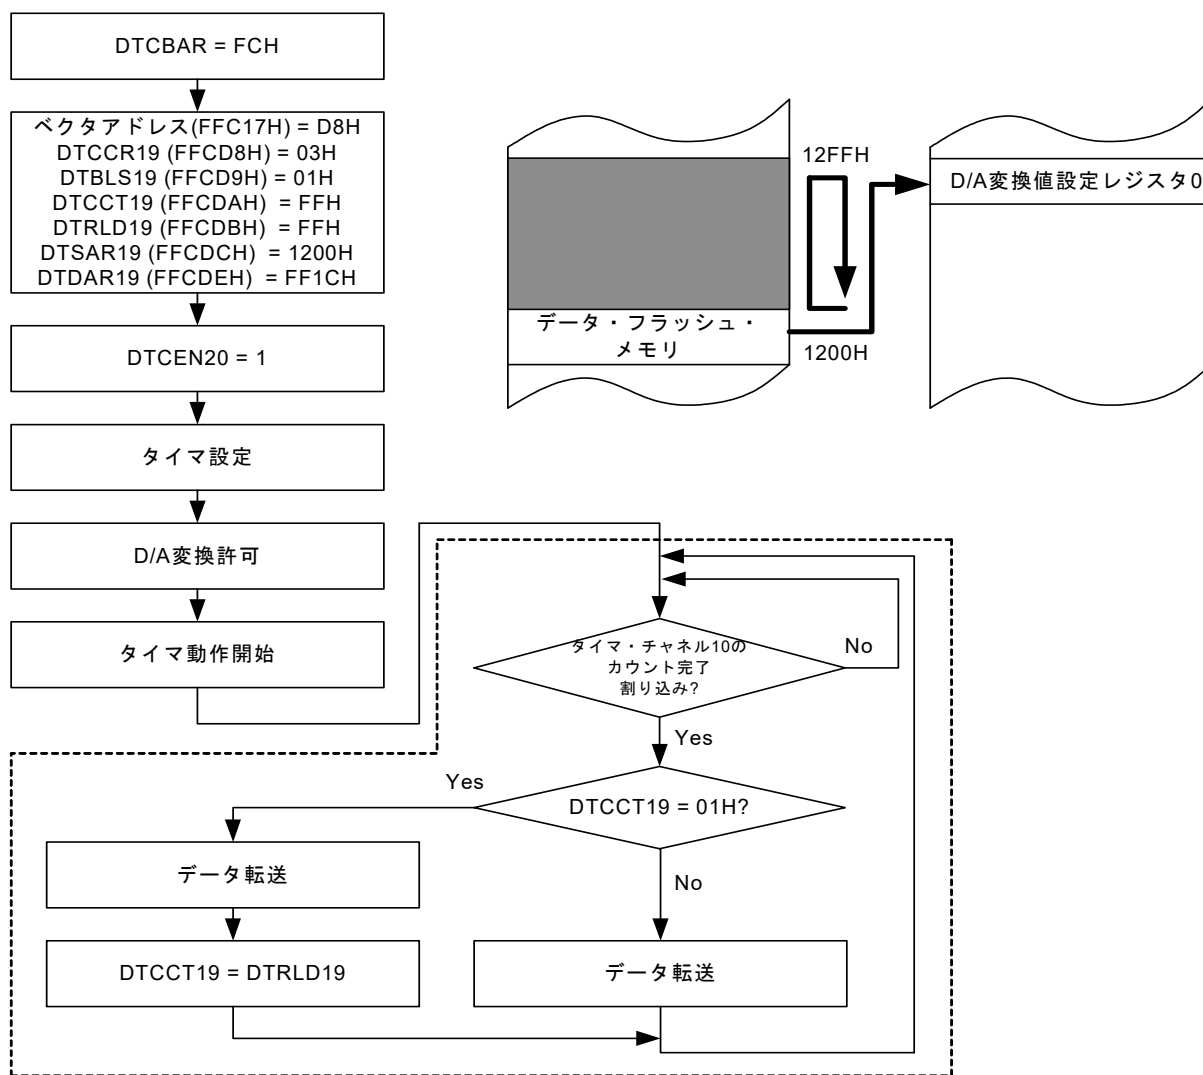 DTCBAR = FCH
ベクタアドレス(FFC17H) = D8H
DTCCR19 (FFCD8H) = 03H
DTBLS19 (FFCD9H) = 01H
DTCCT19 (FFCDAH) = FFH
DTRLD19 (FFCDBH) = FFH
DTSAR19 (FFCDCH) = 1200H
DTDAR19 (FFCDEH) = FF1CH
DTCEN20 = 1
タイマ設定
D/A変換許可
タイマ動作開始
12FFH
データ・フラッシュ・
メモリ
1200H
D/A変換値設定レジスタ0
タイマ・チャネル10の
カウント完了
割り込み?
No
Yes
DTCCT19 = 01H?
Yes
No
データ転送
DTCCT19 = DTRLD19
データ転送